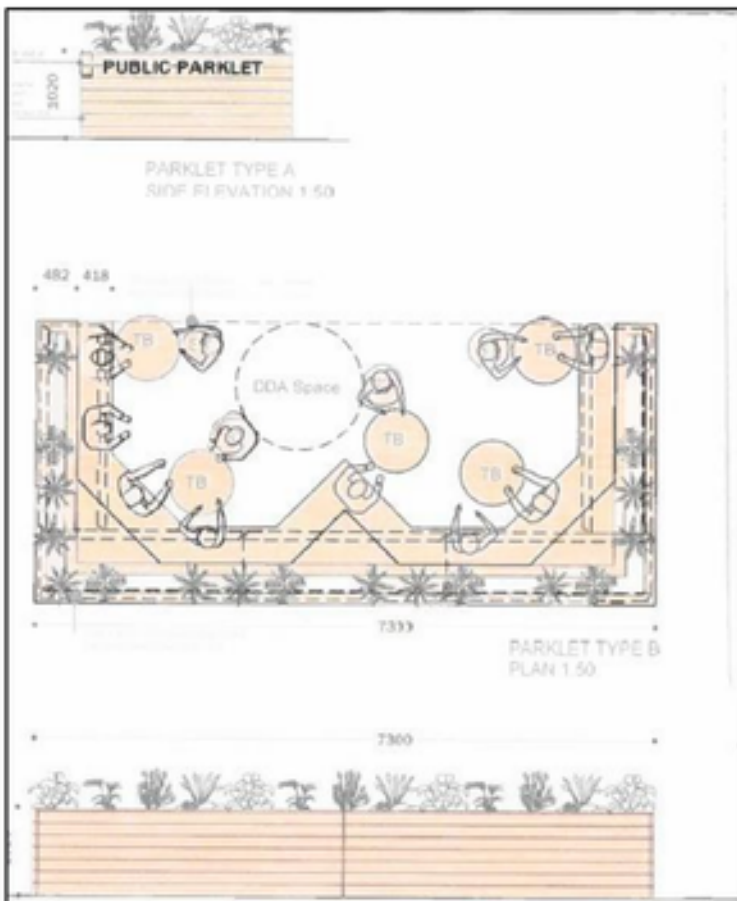 PUBLIC PARKLET
1020
PARKLET TYPE A
SIDE ELEVATION 1:50
482 418
TB
TB
DDA Space
TB
TB
TB
7333
PARKLET TYPE B
PLAN 1:50
7300